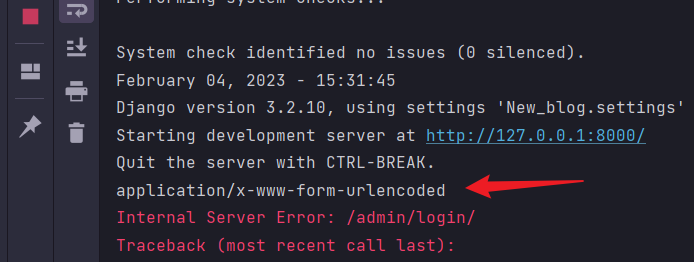 Performing system checks...
System check identified no issues (0 silenced).
February 04, 2023 - 15:31:45
Django version 3.2.10, using settings 'New_blog.settings'
Starting development server at http://127.0.0.1:8000/
Quit the server with CTRL-BREAK.
application/x-www-form-urlencoded
Internal Server Error: /admin/login/
Traceback (most recent call last):